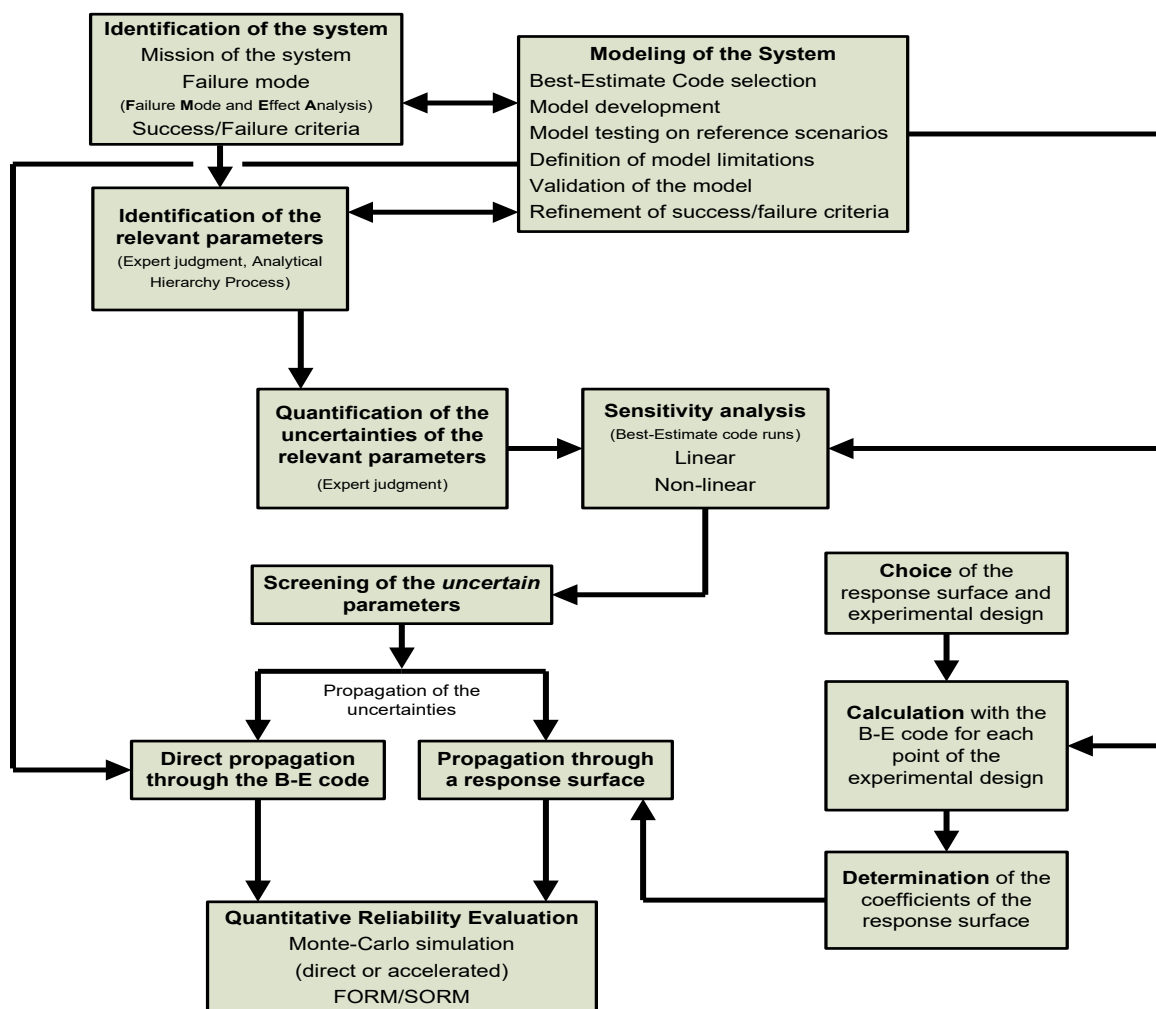 Identification of the system
Mission of the system
Failure mode
(Failure Mode and Effect Analysis)
Success/Failure criteria
Modeling of the System
Best-Estimate Code selection
Model development
Model testing on reference scenarios
Definition of model limitations
Validation of the model
Refinement of success/failure criteria
Identification of the
relevant parameters
(Expert judgment, Analytical
Hierarchy Process)
Quantification of the
uncertainties of the
relevant parameters
(Expert judgment)
Sensitivity analysis
(Best-Estimate code runs)
Linear
Non-linear
Screening of the uncertain
parameters
Propagation of the
uncertainties
Direct propagation
through the B-E code
Propagation through
a response surface
Choice of the
response surface and
experimental design
Calculation with the
B-E code for each
point of the
experimental design
Determination of the
coefficients of the
response surface
Quantitative Reliability Evaluation
Monte-Carlo simulation
(direct or accelerated)
FORM/SORM